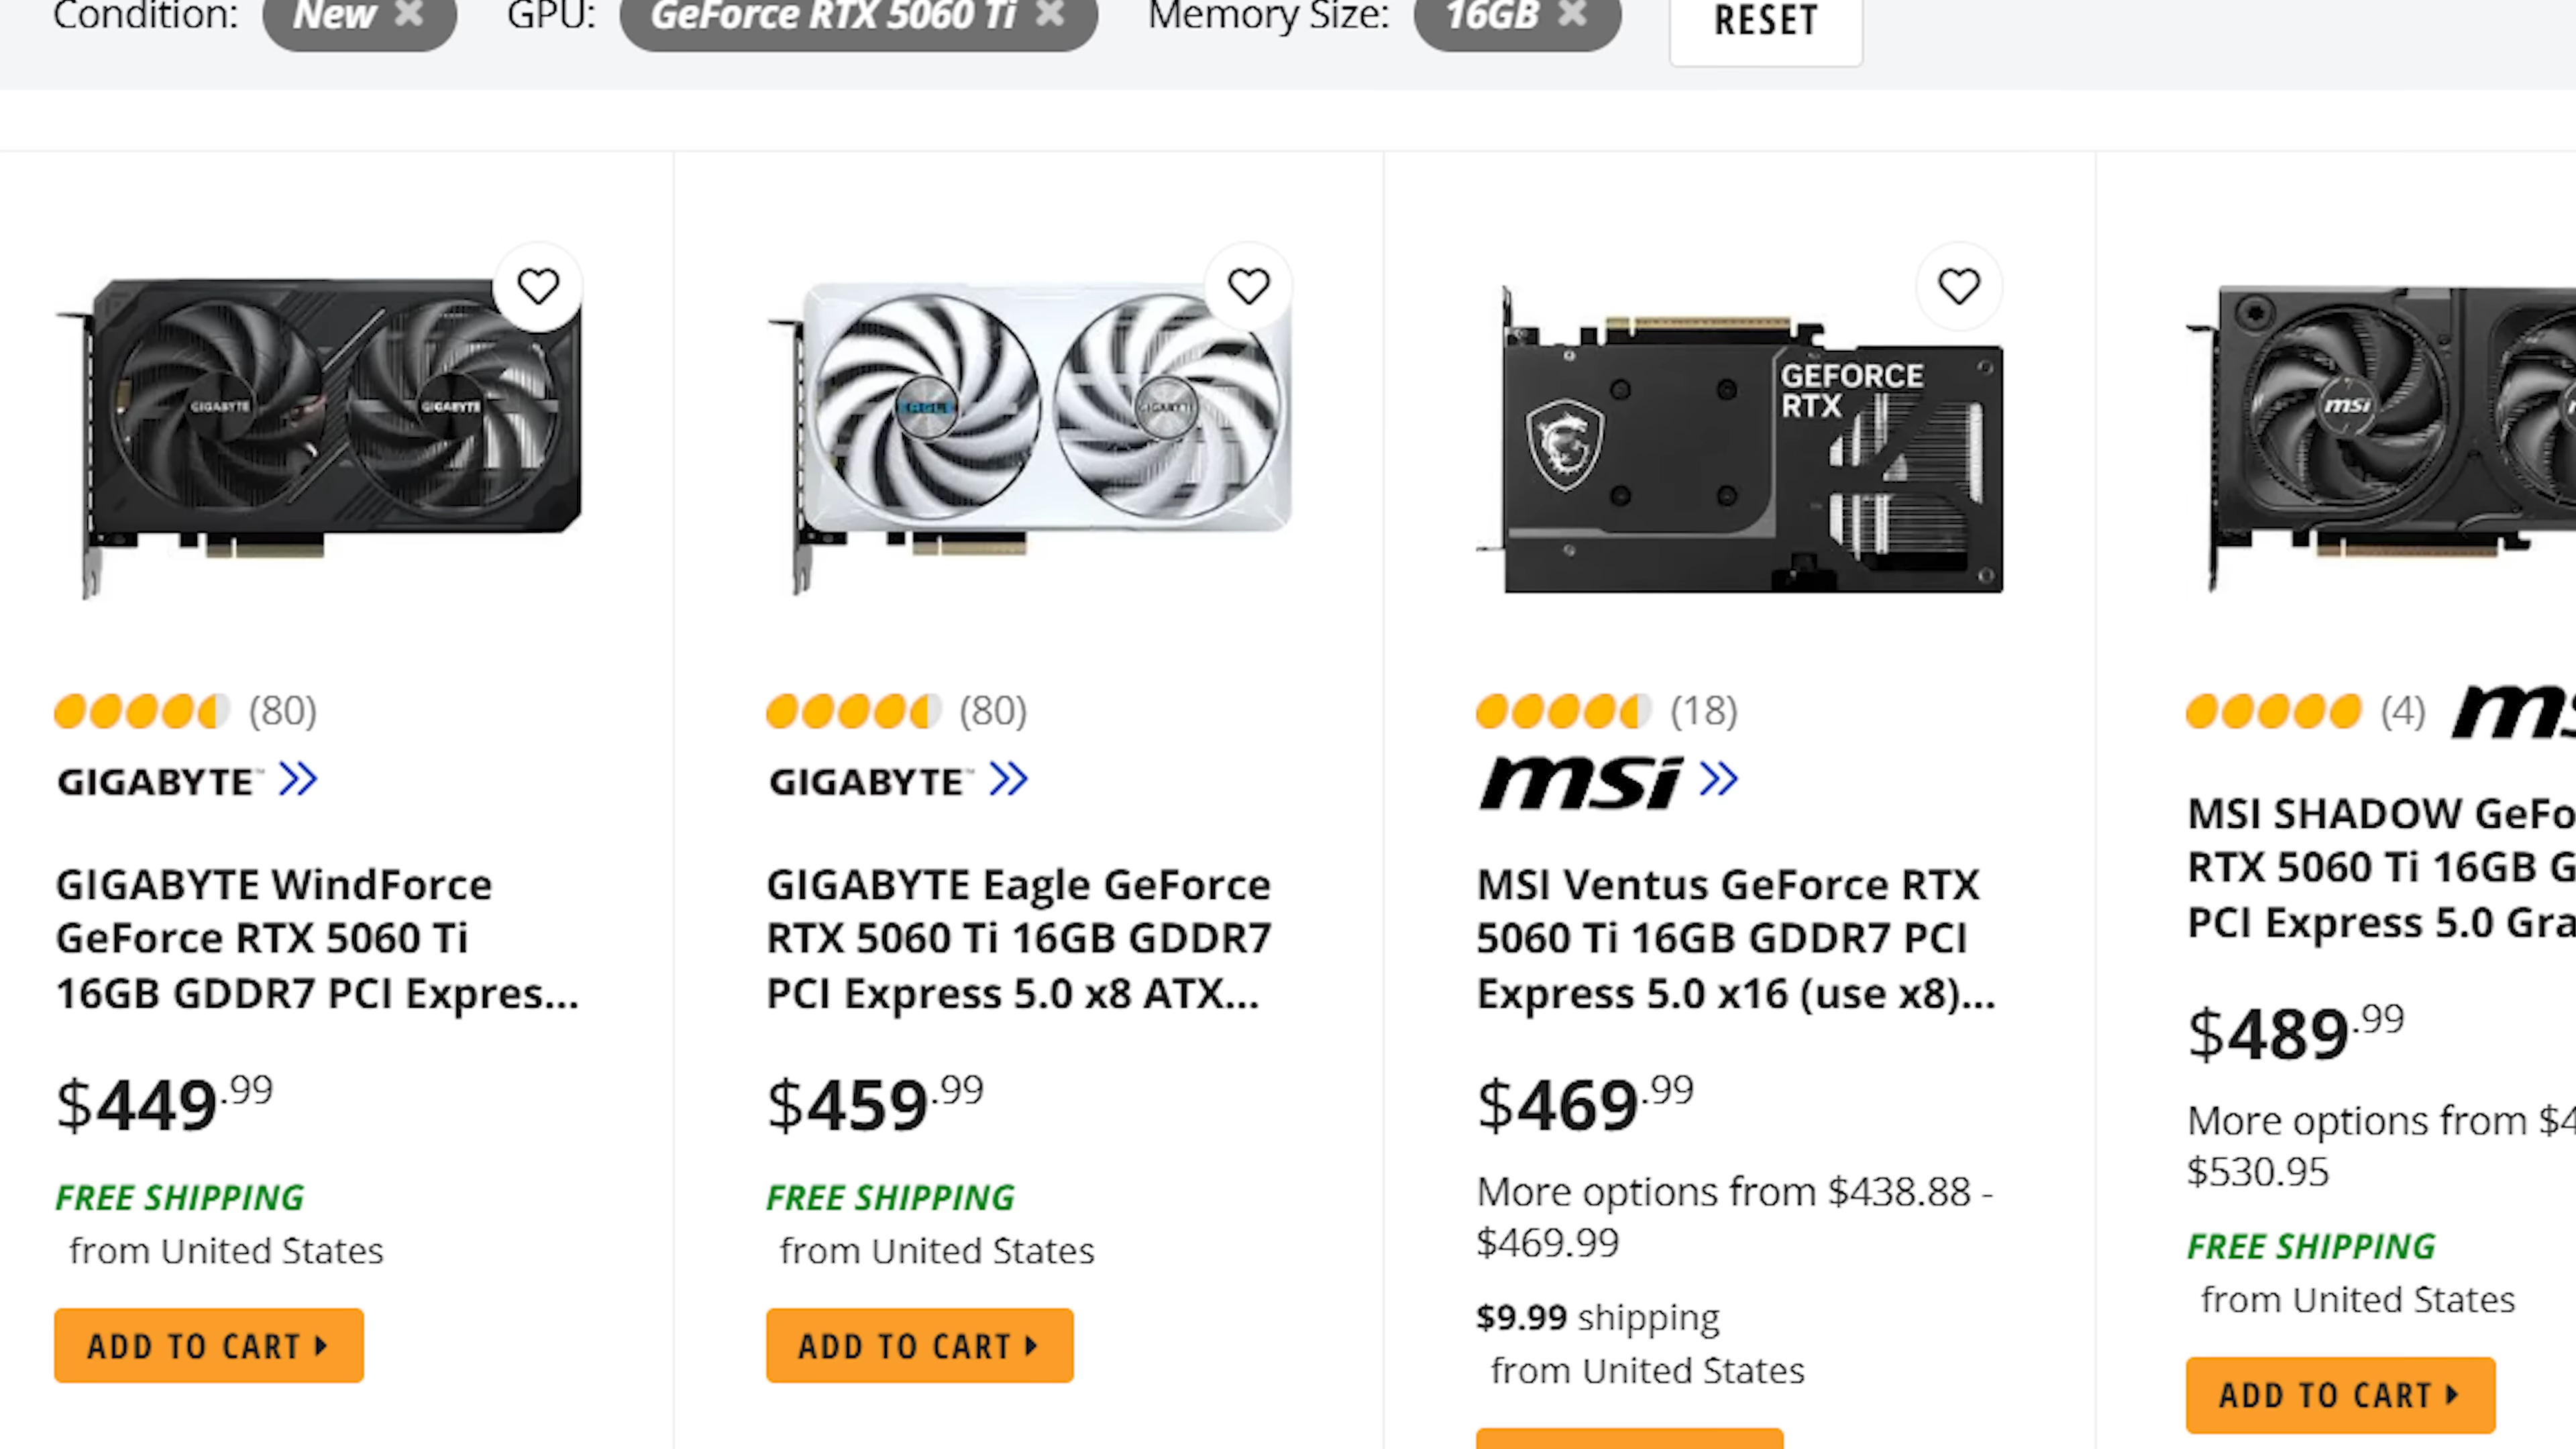 Condition: New GPU: GeForce RTX 5060 Ti Memory Size: 16GB RESET
GIGABYTE GIGABYTE
EAGLE GIGABYTE
GEFORCE
RTX
msi
(80)
GIGABYTE
GIGABYTE WindForce
GeForce RTX 5060 Ti
16GB GDDR7 PCI Expres...
$449.99
FREE SHIPPING
from United States
ADD TO CART
(80)
GIGABYTE
GIGABYTE Eagle GeForce
RTX 5060 Ti 16GB GDDR7
PCI Express 5.0 x8 ATX...
$459.99
FREE SHIPPING
from United States
ADD TO CART
(18)
msi
MSI Ventus GeForce RTX
5060 Ti 16GB GDDR7 PCI
Express 5.0 x16 (use x8)...
$469.99
More options from $438.88 -
$469.99
$9.99 shipping
from United States
(4) ms
MSI SHADOW GeFo
RTX 5060 Ti 16GB G
PCI Express 5.0 Gra
$489.99
More options from $4
$530.95
FREE SHIPPING
from United States
ADD TO CART